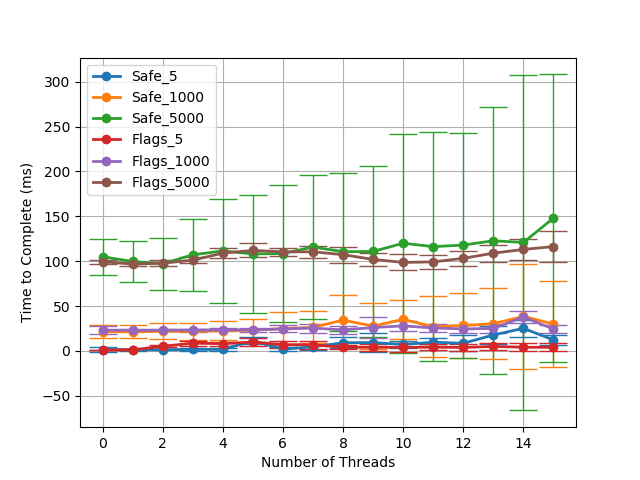 300
250
200
150
100
50
0
−50
Time to Complete (ms)
Safe_5
Safe_1000
Safe_5000
Flags_5
Flags_1000
Flags_5000
0 2 4 6 8 10 12 14
Number of Threads